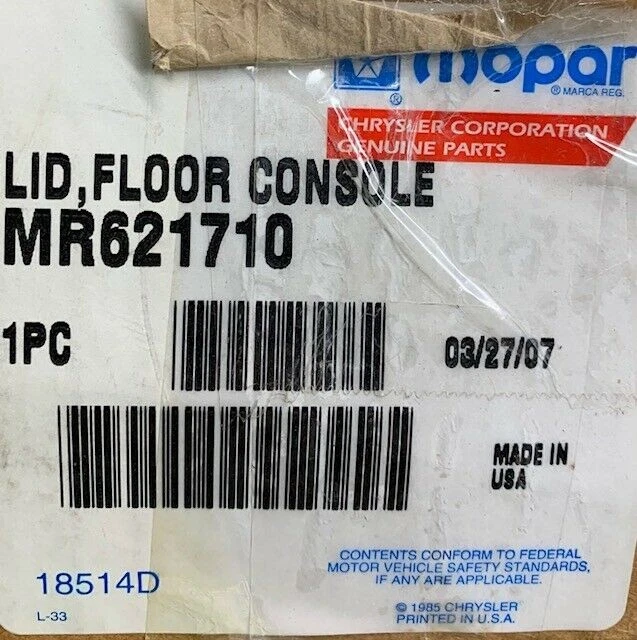 mopar
® ® MARCA REG.
CHRYSLER CORPORATION
GENUINE PARTS
LID,FLOOR CONSOLE
MR621710
1PC
03/27/07
MADE IN
USA
18514D
L-33
CONTENTS CONFORM TO FEDERAL
MOTOR VEHICLE SAFETY STANDARDS,
IF ANY ARE APPLICABLE.
© 1985 CHRYSLER
PRINTED IN U.S.A.